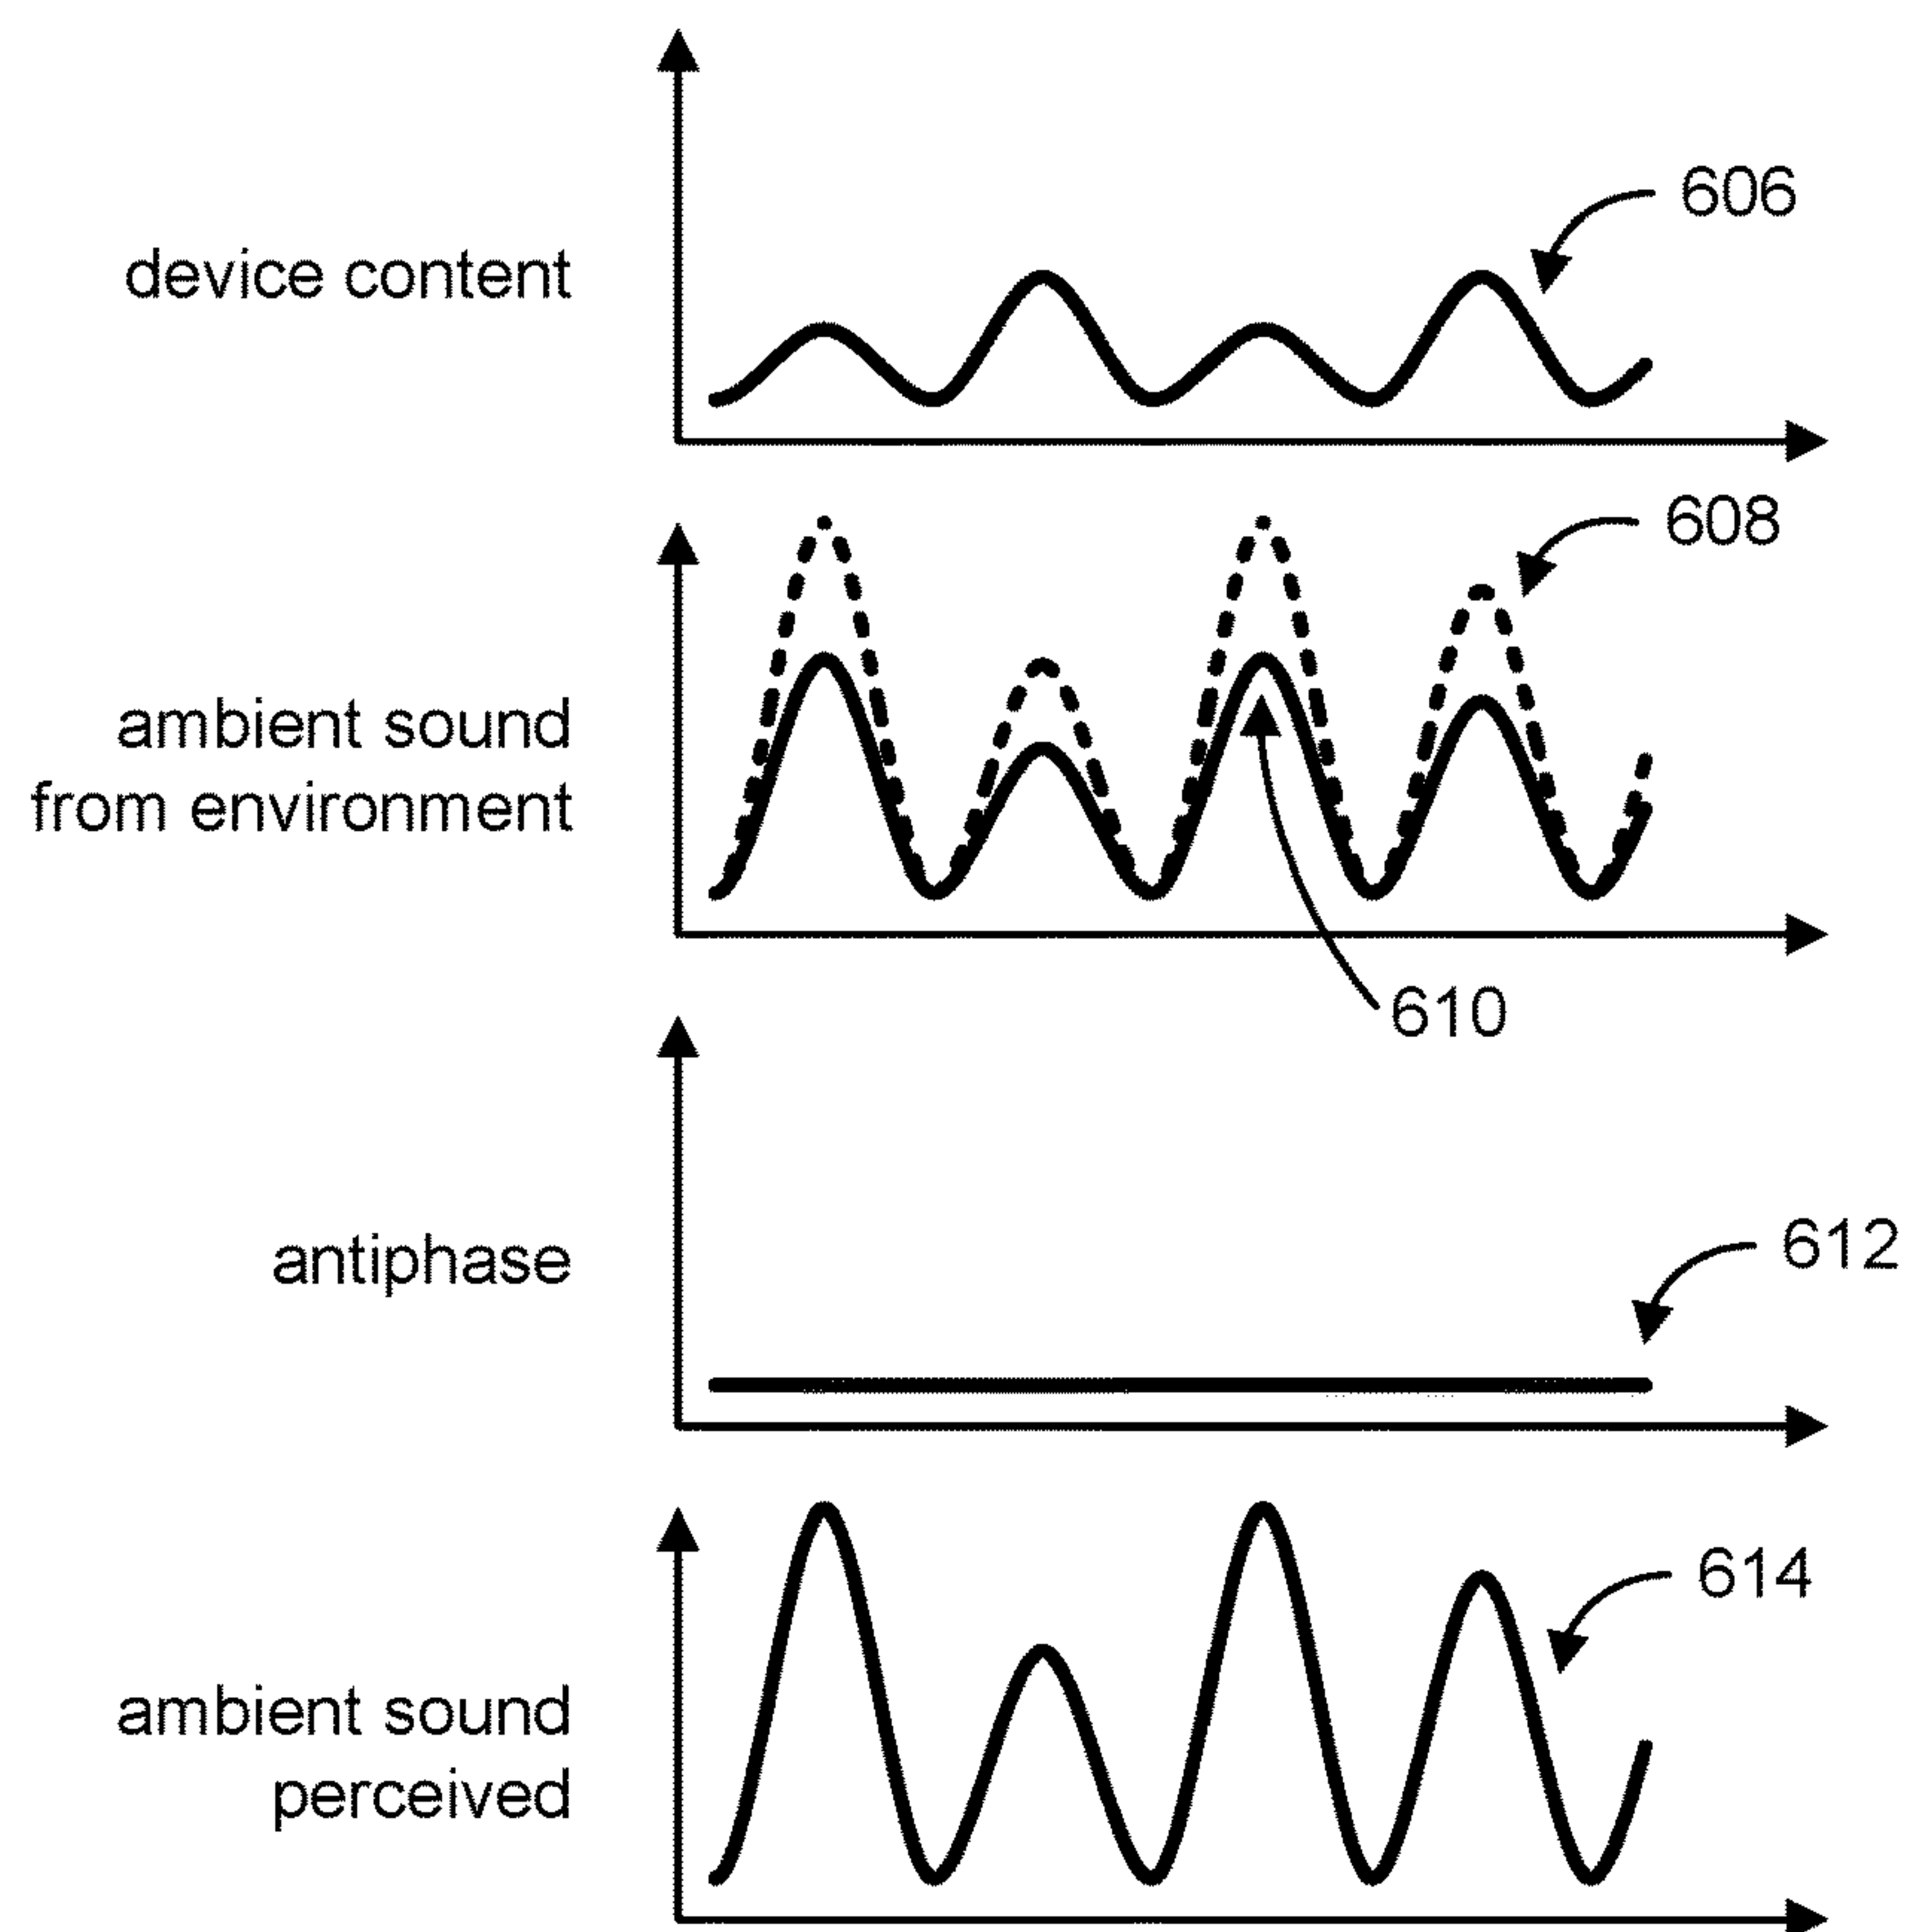 606
device content
608
ambient sound
from environment
610
antiphase
612
614
ambient sound
perceived